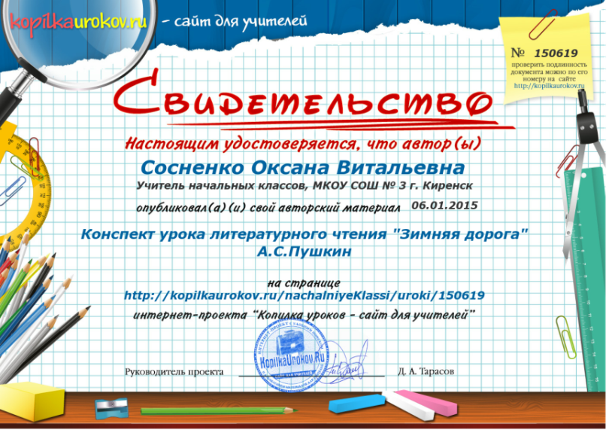 kopilkaurokov.ru – сайт для учителей
№ 150619
проверить подлинность
документа можно по его
номеру на сайте
http://kopilkaurokov.ru
Свидетельство
Настоящим удостоверяется, что автор(ы)
Сосненко Оксана Витальевна
Учитель начальных классов, МКОУ СОШ № 3 г. Киренск
опубликовал(а)(и) свой авторский материал 06.01.2015
Конспект урока литературного чтения "Зимняя дорога"
А.С.Пушкин
на странице
http://kopilkaurokov.ru/nachalniyeKlassi/uroki/150619
интернет-проекта “Копилка уроков - сайт для учителей”
KopilkaUrokov.Ru
Руководитель проекта Д. А. Тарасов